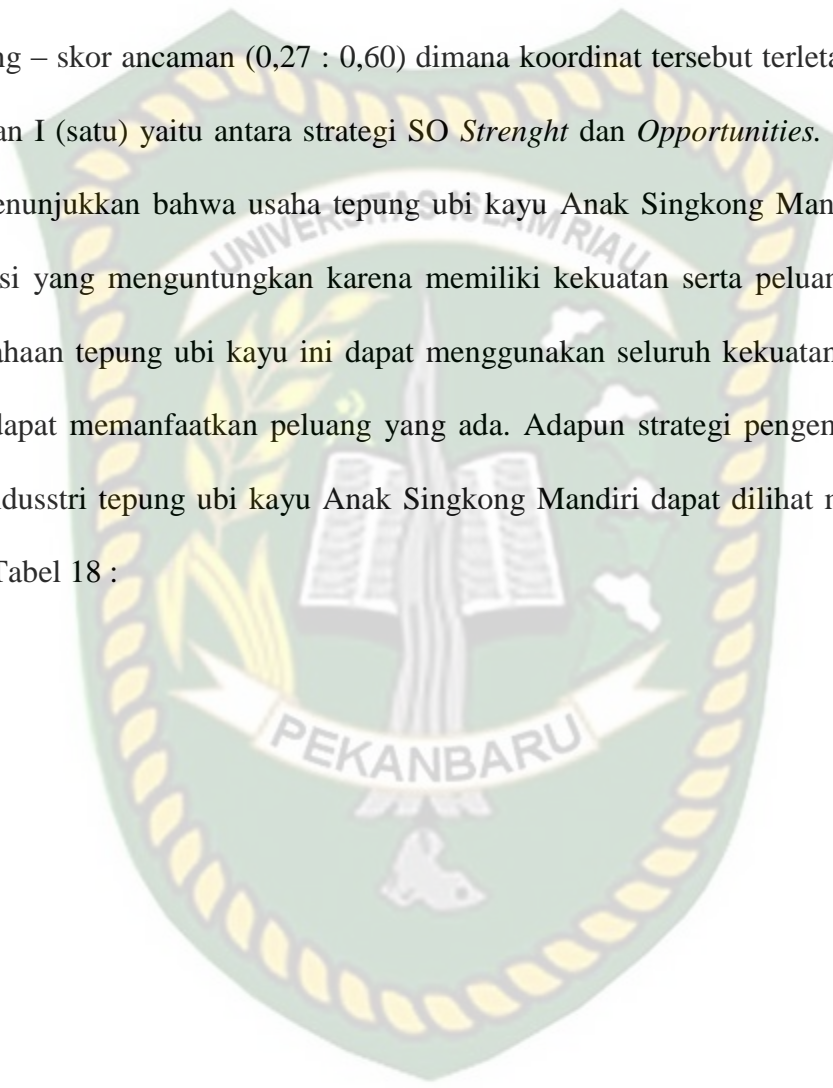 ng – skor ancaman (0,27 : 0,60) dimana koordinat tersebut terleta
an I (satu) yaitu antara strategi SO Strenght dan Opportunities.
enunjukkan bahwa usaha tepung ubi kayu Anak Singkong Man
si yang menguntungkan karena memiliki kekuatan serta peluan
ahaan tepung ubi kayu ini dapat menggunakan seluruh kekuatan
dapat memanfaatkan peluang yang ada. Adapun strategi pengem
dusstri tepung ubi kayu Anak Singkong Mandiri dapat dilihat
Tabel 18 :
UNIVERSITAS ISLAM RIAU
PEKANBARU